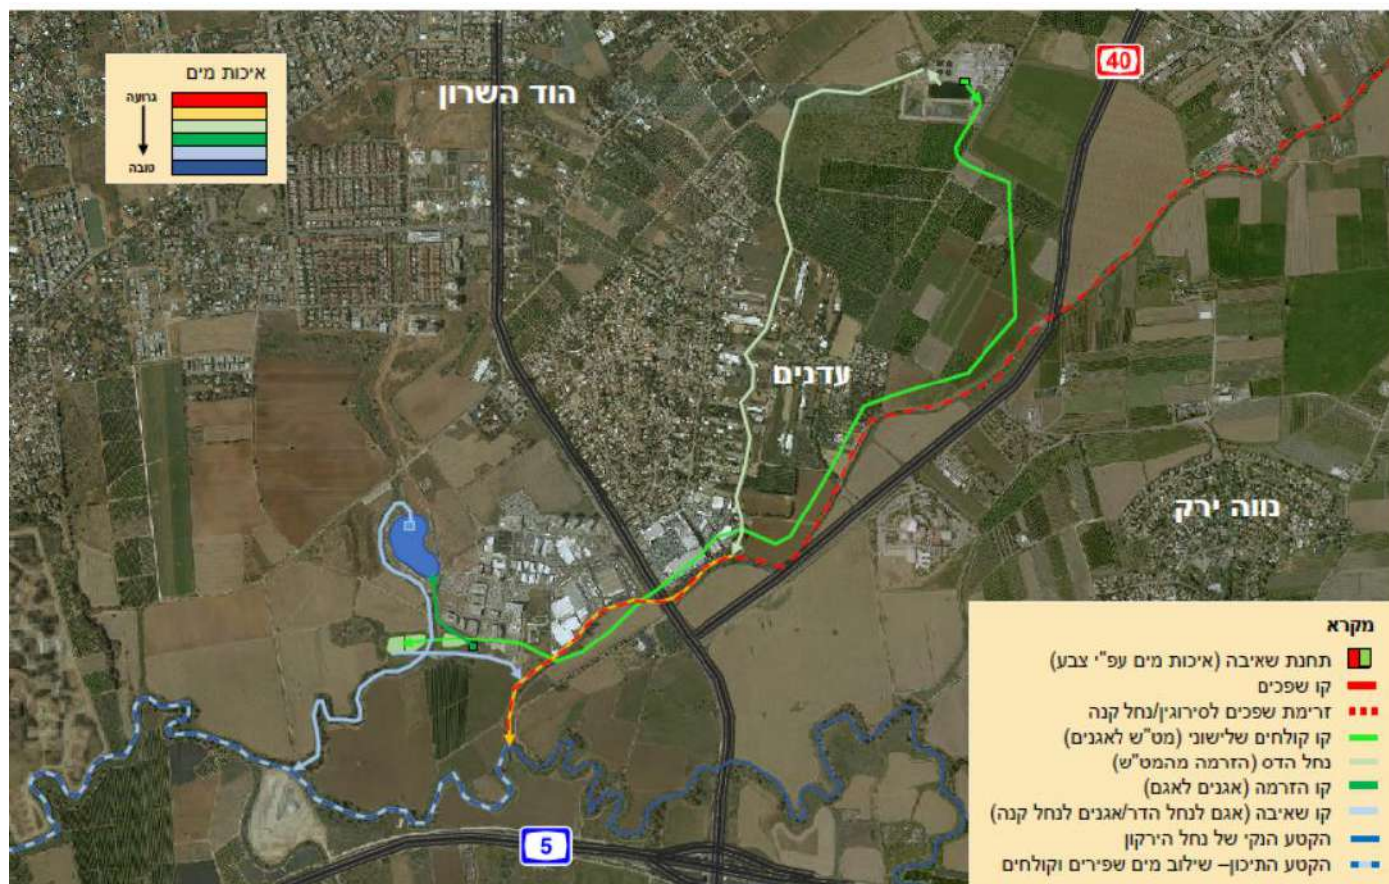 איכות מים
גרועה
טובה
הוד השרון
40
עדנים
נווה ירק
5
מקרא
תחנת שאיבה (איכות מים עפ"י צבע)
קו שפכים
זרימת שפכים לסירוגין/נחל קנה
קו קולחים שלישוני (מט"ש לאגנים)
נחל הדס (הזרמה מהמט"ש)
קו הזרמה (אגנים לאגם)
קו שאיבה (אגם לנחל הדר/אגנים לנחל קנה)
הקטע הנקי של נחל הירקון
הקטע התיכון– שילוב מים שפירים וקולחים